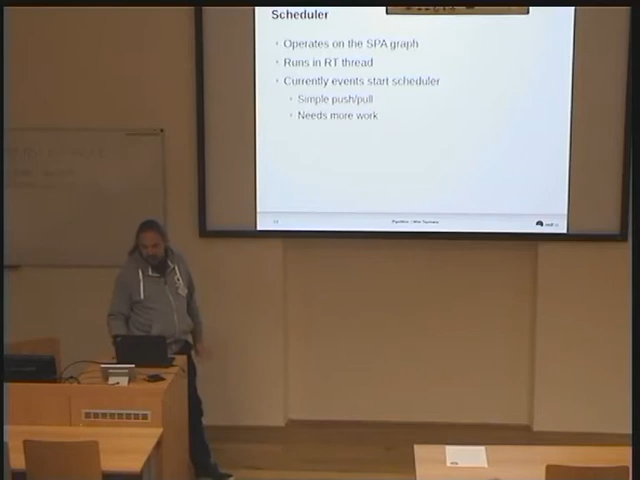 Scheduler
Operates on the SPA graph
Runs in RT thread
Currently events start scheduler
Simple push/pull
Needs more work